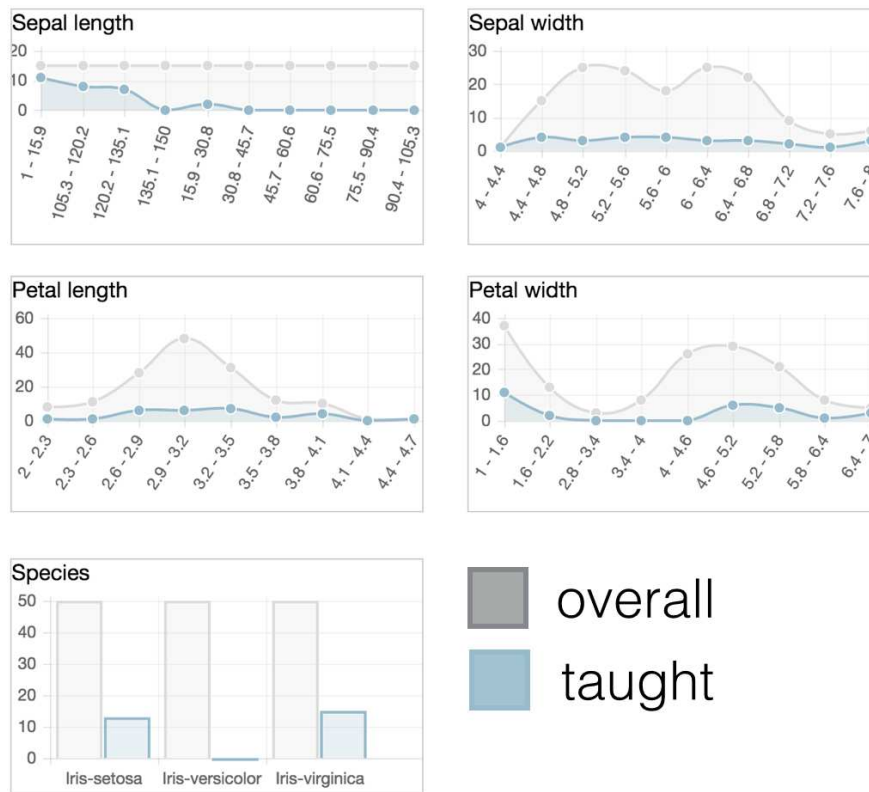 Sepal length
20
10
0
1 - 15.9
105.3 - 120.2
120.2 - 135.1
135.1 - 150
15.9 - 30.8
30.8 - 45.7
45.7 - 60.6
60.6 - 75.5
75.5 - 90.4
90.4 - 105.3
Sepal width
30
20
10
0
4 - 4.4
4.4 - 4.8
4.8 - 5.2
5.2 - 5.6
5.6 - 6
6 - 6.4
6.4 - 6.8
6.8 - 7.2
7.2 - 7.6
7.6 - 8
Petal length
60
40
20
0
2 - 2.3
2.3 - 2.6
2.6 - 2.9
2.9 - 3.2
3.2 - 3.5
3.5 - 3.8
3.8 - 4.1
4.1 - 4.4
4.4 - 4.7
Petal width
40
30
20
10
0
1 - 1.6
1.6 - 2.2
2.8 - 3.4
3.4 - 4
4 - 4.6
4.6 - 5.2
5.2 - 5.8
5.8 - 6.4
6.4 - 7
Species
50
40
30
20
10
0
Iris-setosa
Iris-versicolor
Iris-virginica
overall
taught